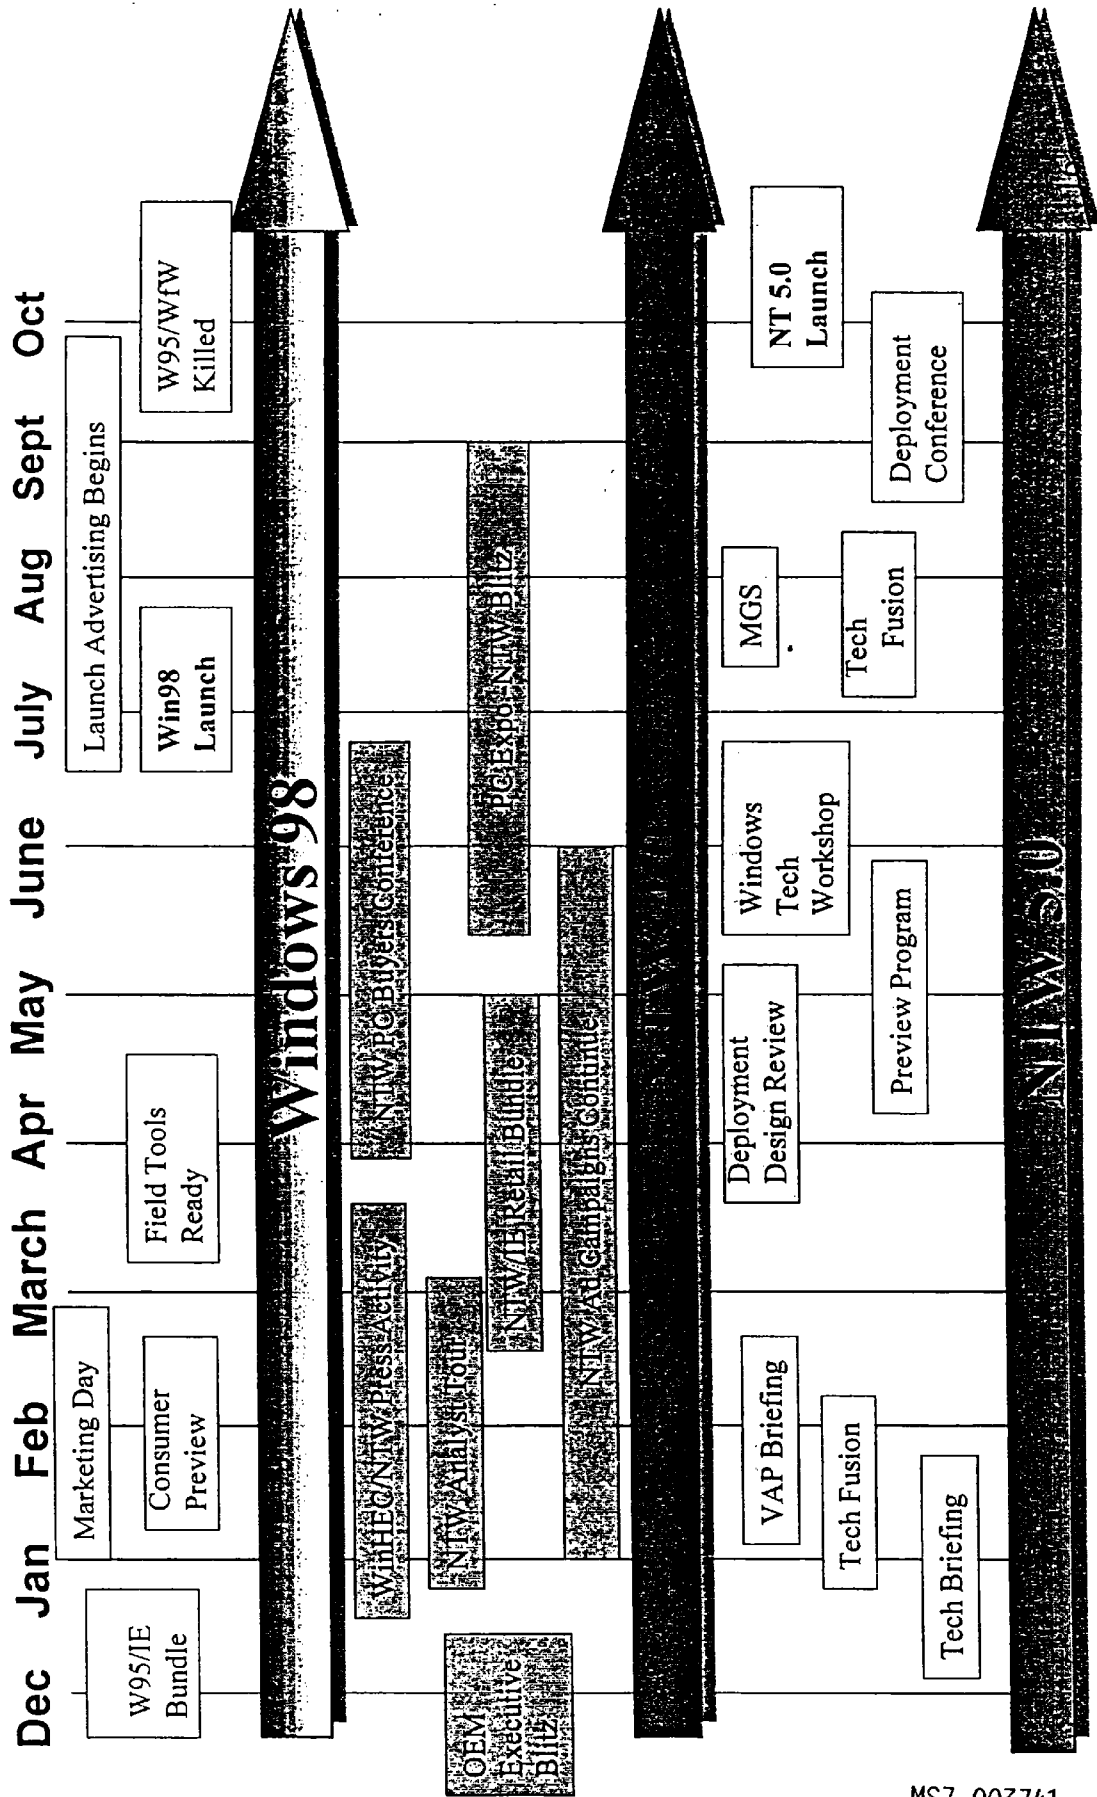 Dec Jan Feb March Apr May June July Aug Sept Oct
Marketing Day
Launch Advertising Begins
W95/IE
Bundle
Consumer
Preview
Field Tools
Ready
Win98
Launch
W95/WfW
Killed
Windows 98
WinHEC/NTW Press Activity
NTW PC Buyers Conference
OEM
Executive
Blitz
NTW Analyst Tour
NTW/IE Retail Bundle
PC Expo-NTW Blitz
NTW Ad Campaigns Continue
NTW
Deployment
Design Review
Windows
Tech
Workshop
MGS
NT 5.0
Launch
VAP Briefing
Tech Fusion
Preview Program
Tech
Fusion
Deployment
Conference
Tech Briefing
NTW 5.0
16
MS7 003741